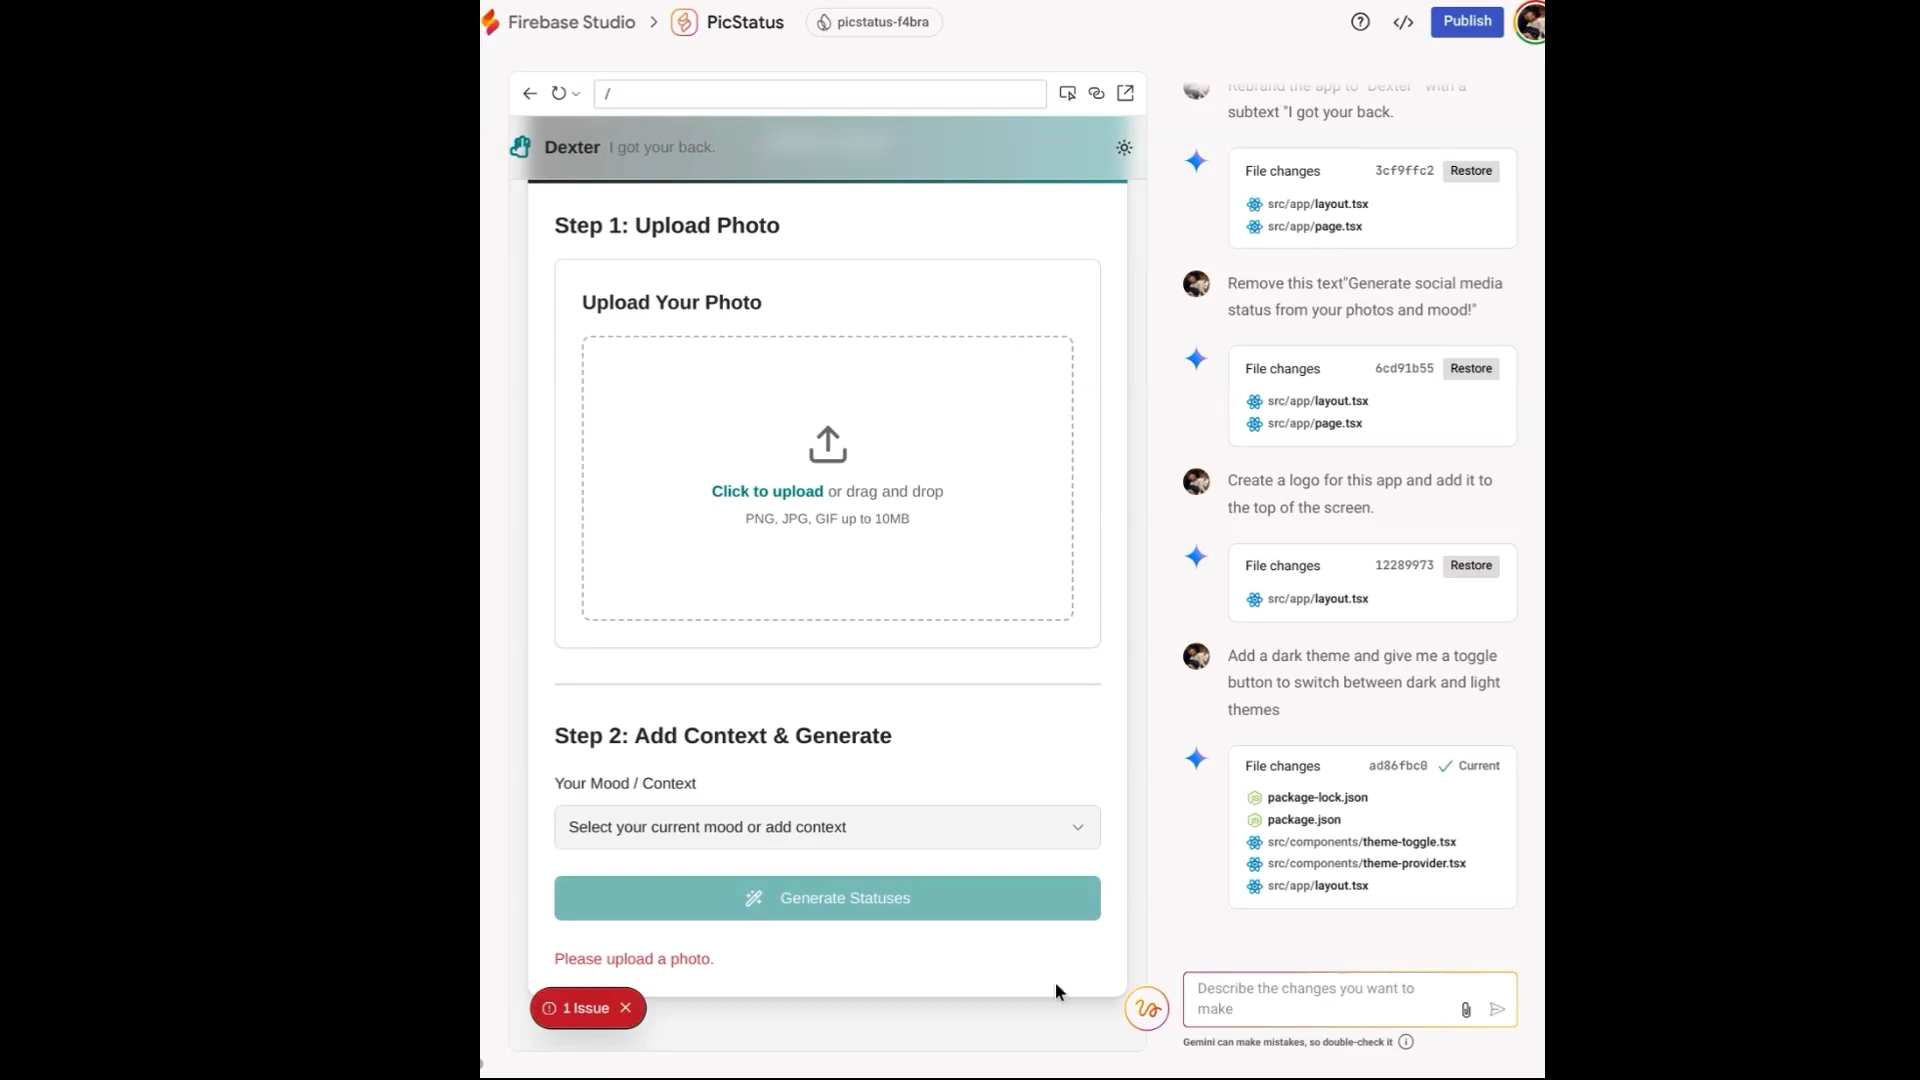 Firebase Studio > PicStatus picstatus-f4bra Publish
/
Dexter I got your back.
Step 1: Upload Photo
Upload Your Photo
Click to upload or drag and drop
PNG, JPG, GIF up to 10MB
Step 2: Add Context & Generate
Your Mood / Context
Select your current mood or add context
Generate Statuses
Please upload a photo.
1 Issue
Rebrand the app to "Dexter" with a
subtext "I got your back.
File changes 3cf9ffc2 Restore
src/app/layout.tsx
src/app/page.tsx
Remove this text"Generate social media
status from your photos and mood!"
File changes 6cd91b55 Restore
src/app/layout.tsx
src/app/page.tsx
Create a logo for this app and add it to
the top of the screen.
File changes 12289973 Restore
src/app/layout.tsx
Add a dark theme and give me a toggle
button to switch between dark and light
themes
File changes ad86fbc0 Current
package-lock.json
package.json
src/components/theme-toggle.tsx
src/components/theme-provider.tsx
src/app/layout.tsx
Describe the changes you want to
make
Gemini can make mistakes, so double-check it